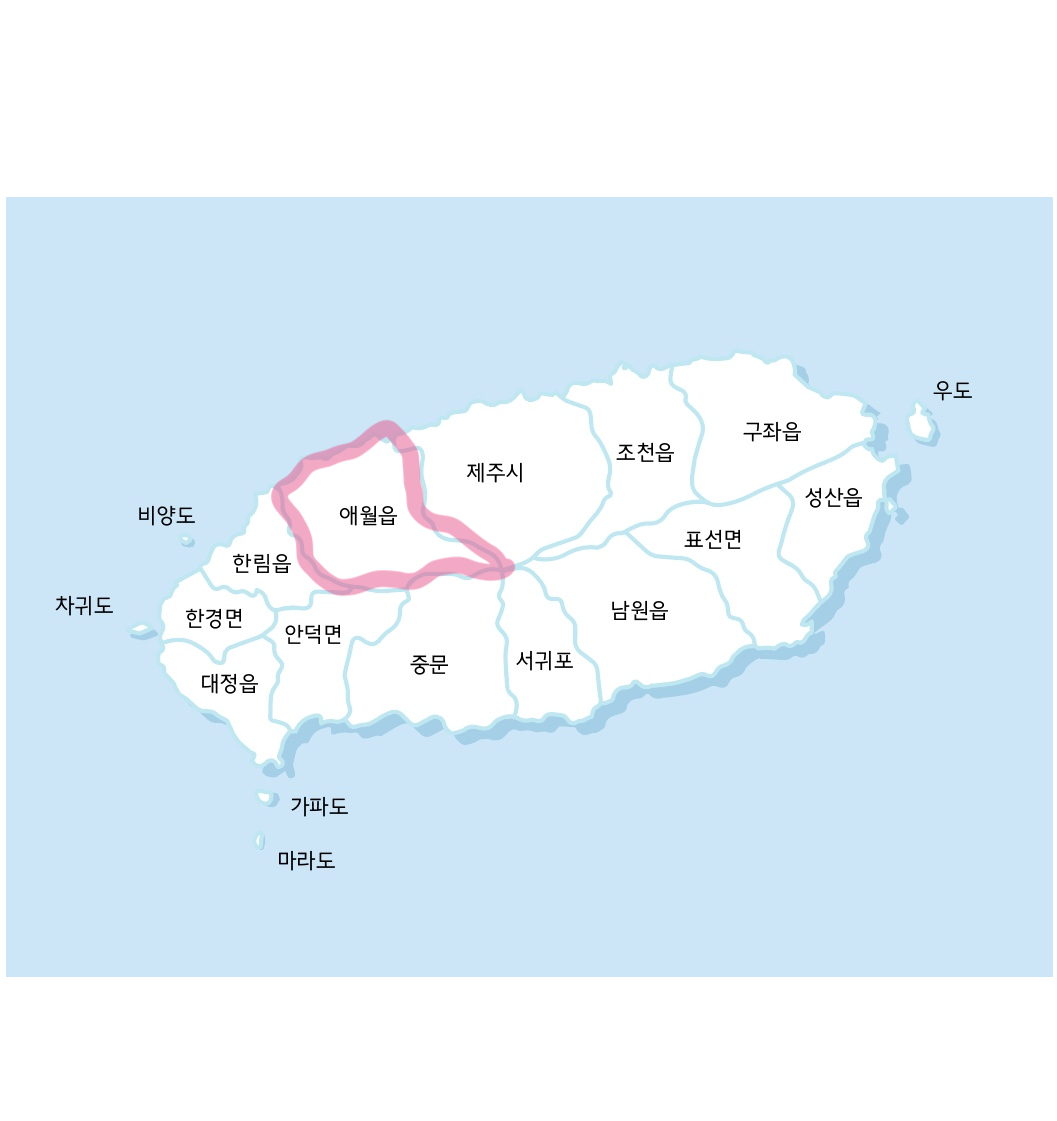 우도
구좌읍
조천읍
제주시
성산읍
애월읍
비양도
표선면
한림읍
차귀도
한경면
남원읍
안덕면
서귀포
중문
대정읍
가파도
마라도